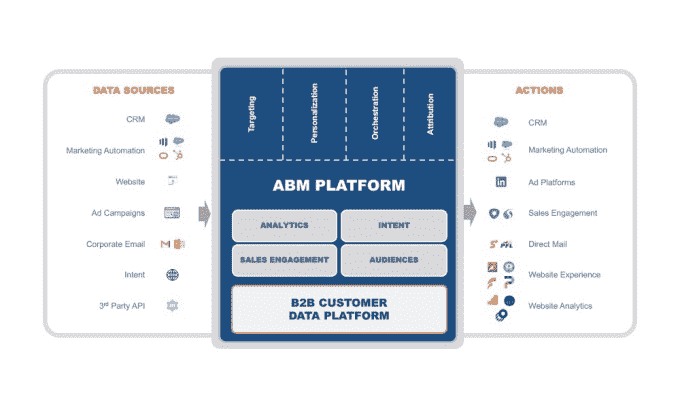 DATA SOURCES
CRM
Marketing Automation
Website
Ad Campaigns
Corporate Email
Intent
3rd Party API
Targeting
Personalization
Orchestration
Attribution
ABM PLATFORM
ANALYTICS
INTENT
SALES ENGAGEMENT
AUDIENCES
B2B CUSTOMER
DATA PLATFORM
ACTIONS
CRM
Marketing Automation
Ad Platforms
Sales Engagement
Direct Mail
Website Experience
Website Analytics
in